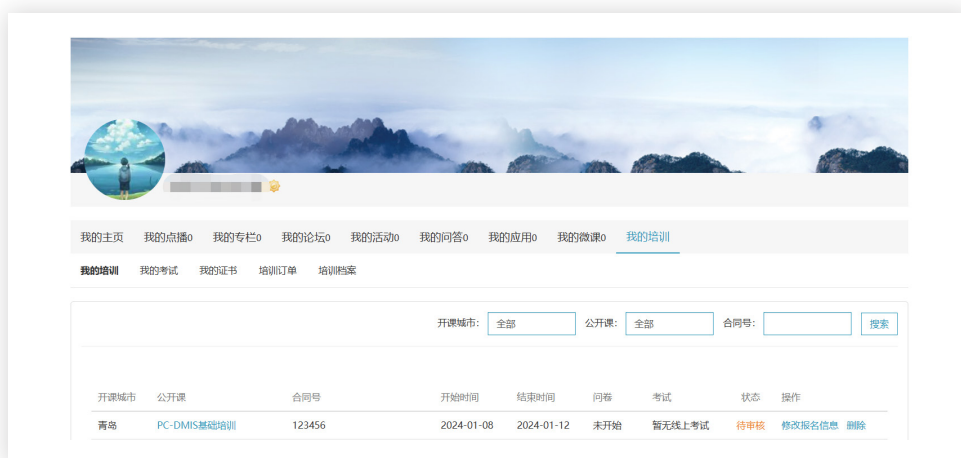 我的主页 我的点播0 我的专栏0 我的论坛0 我的活动0 我的问答0 我的应用0 我的微课0 我的培训
我的培训 我的考试 我的证书 培训订单 培训档案
开课城市： 全部 公开课： 全部 合同号： 搜索
开课城市 公开课 合同号 开始时间 结束时间 问卷 考试 状态 操作
青岛 PC-DMIS基础培训 123456 2024-01-08 2024-01-12 未开始 暂无线上考试 待审核 修改报名信息 删除